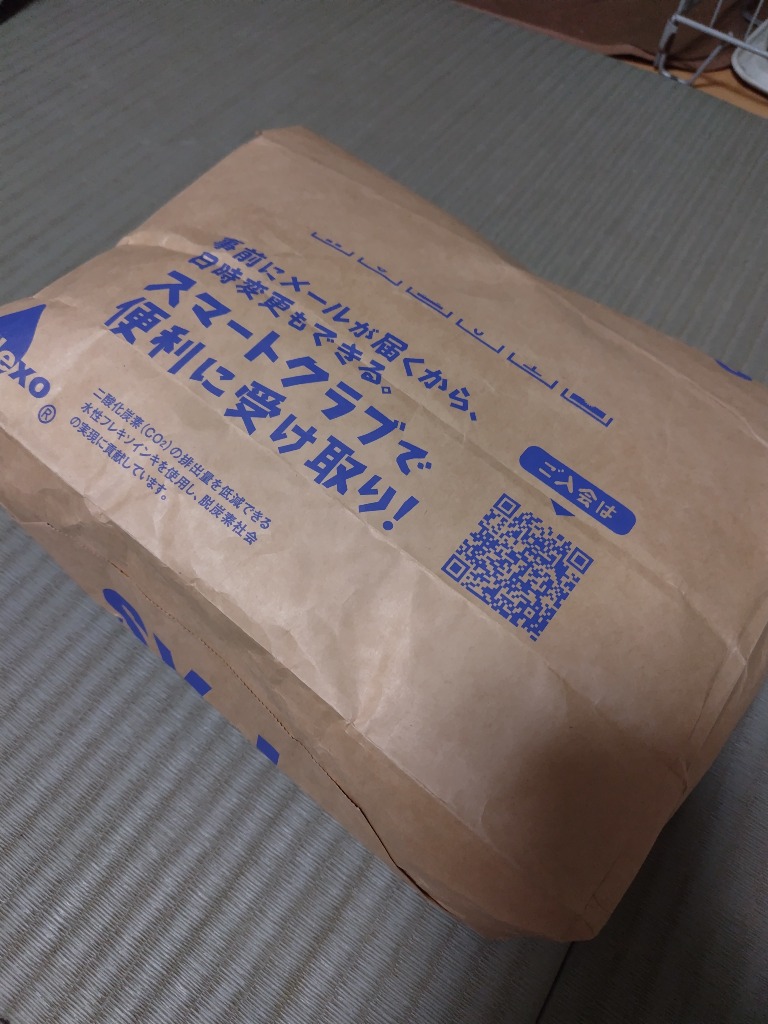 事前にメールが届くから、
日時変更もできる。
スマートクラブで
便利に受け取り!
ご入会は
lexo®
二酸化炭素(CO₂)の排出量を低減できる
水性フレキソインキを使用し、脱炭素社会
の実現に貢献しています。